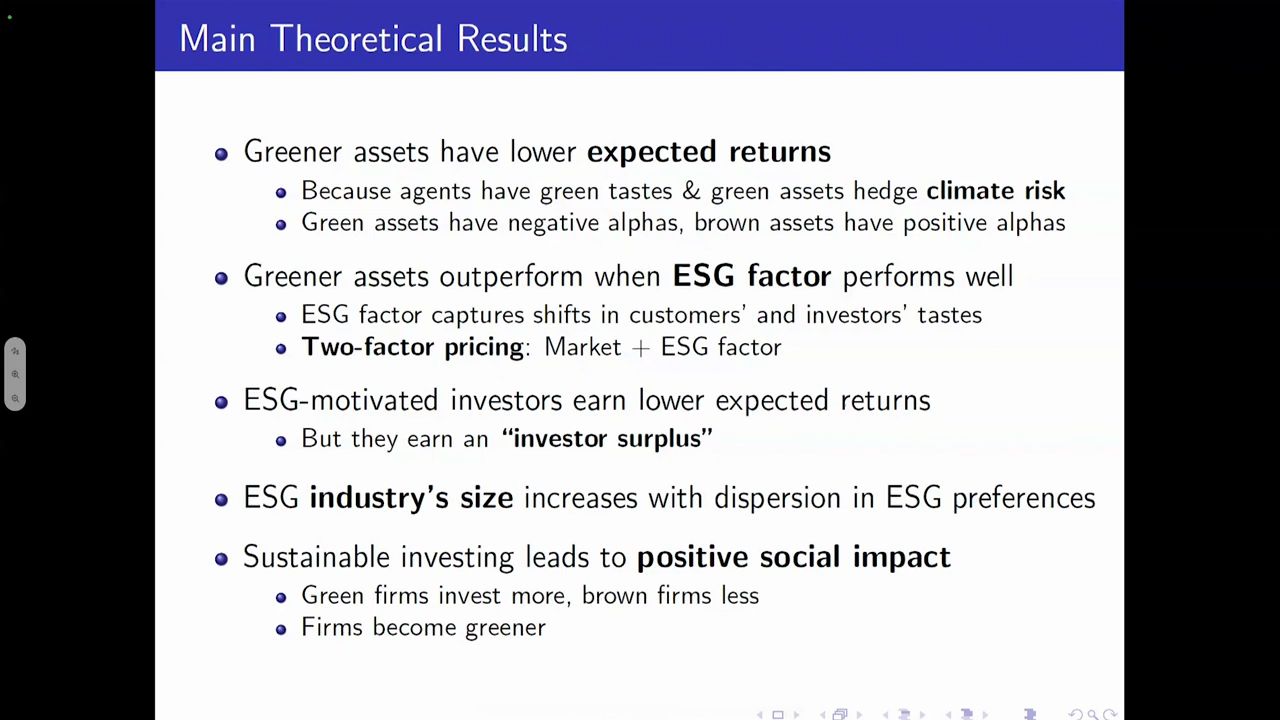 Main Theoretical Results
Greener assets have lower expected returns
Because agents have green tastes & green assets hedge climate risk
Green assets have negative alphas, brown assets have positive alphas
Greener assets outperform when ESG factor performs well
ESG factor captures shifts in customers' and investors' tastes
Two-factor pricing: Market + ESG factor
ESG-motivated investors earn lower expected returns
But they earn an “investor surplus”
ESG industry's size increases with dispersion in ESG preferences
Sustainable investing leads to positive social impact
Green firms invest more, brown firms less
Firms become greener